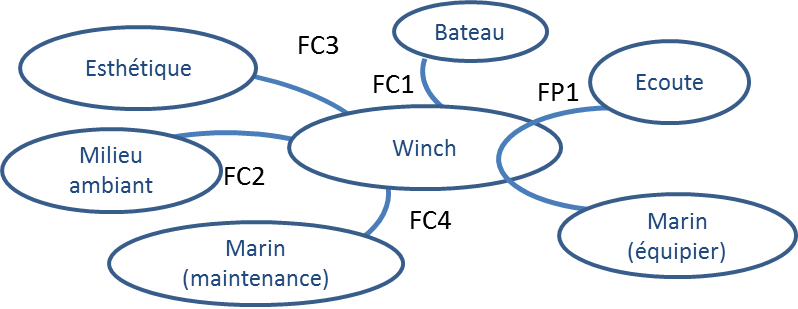 Bateau
FC3
Esthétique
FC1
FP1
Ecoute
Winch
Milieu
ambiant
FC2
FC4
Marin
(équipier)
Marin
(maintenance)